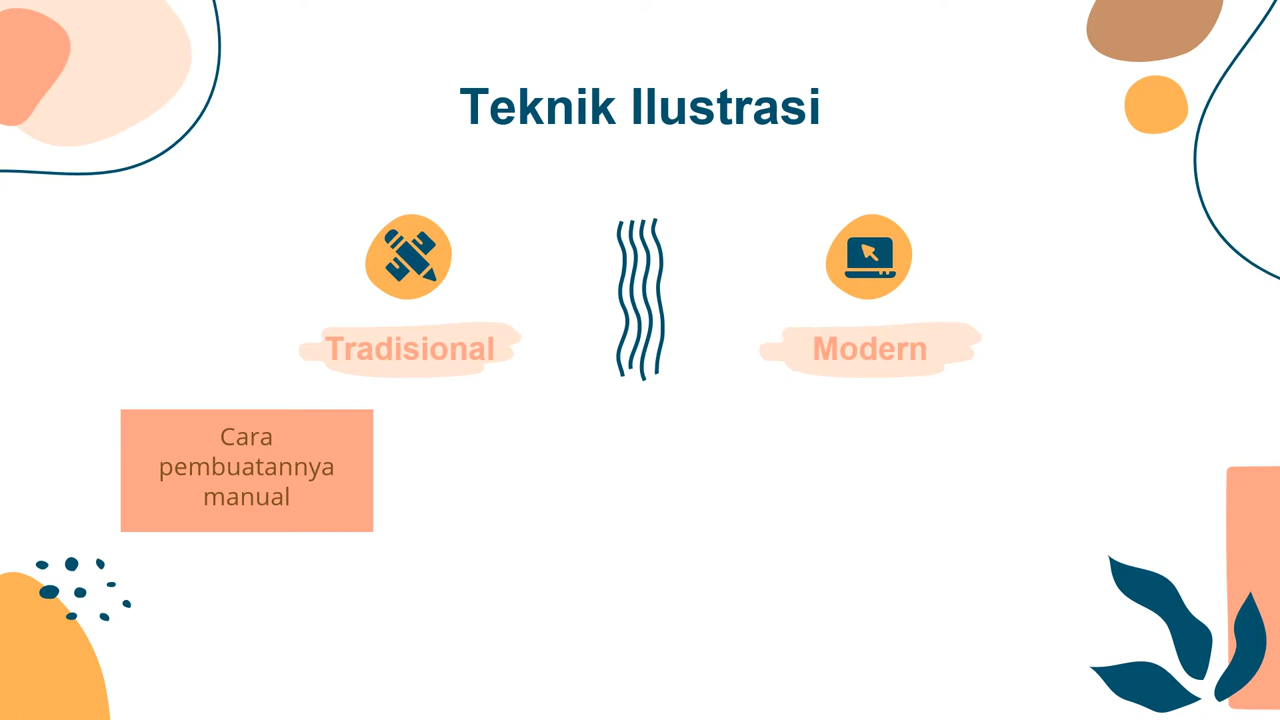 Teknik Ilustrasi
Tradisional
Modern
Cara
pembuatannya
manual